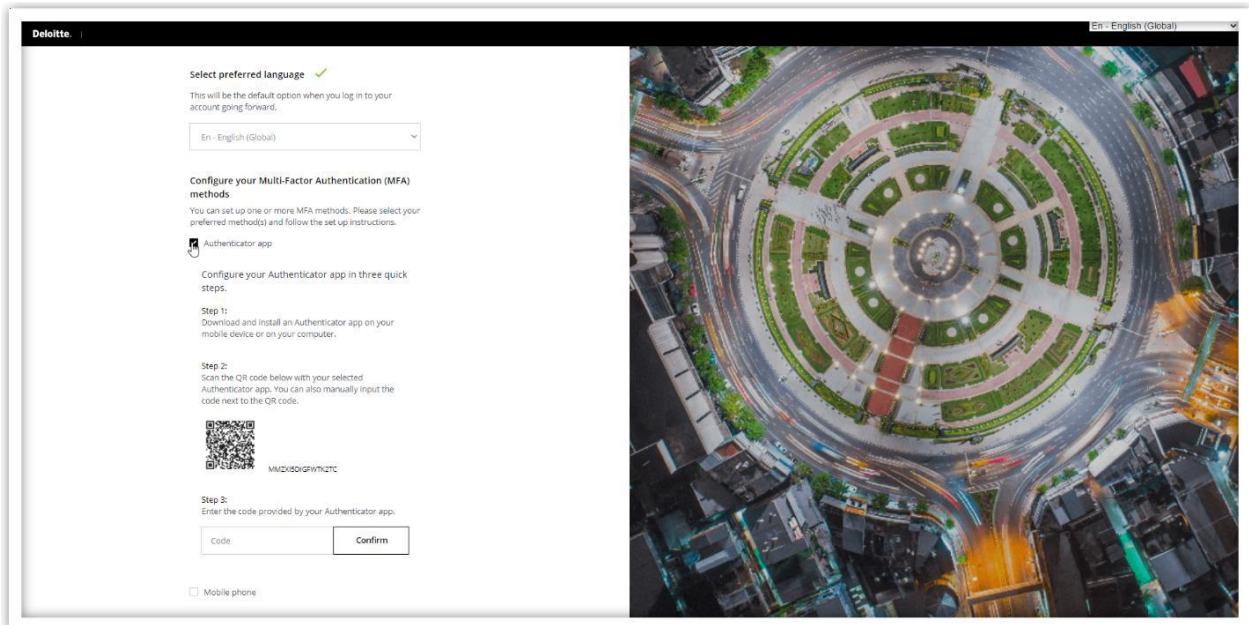 Deloitte.
En - English (Global)
Select preferred language
This will be the default option when you log in to your
account going forward.
En - English (Global)
Configure your Multi-Factor Authentication (MFA)
methods
You can set up one or more MFA methods. Please select your
preferred method(s) and follow the set up instructions.
Authenticator app
Configure your Authenticator app in three quick
steps.
Step 1:
Download and install an Authenticator app on your
mobile device or on your computer.
Step 2:
Scan the QR code below with your selected
Authenticator app. You can also manually input the
code next to the QR code.
Step 3:
Enter the code provided by your Authenticator app.
Code
Confirm
Mobile phone